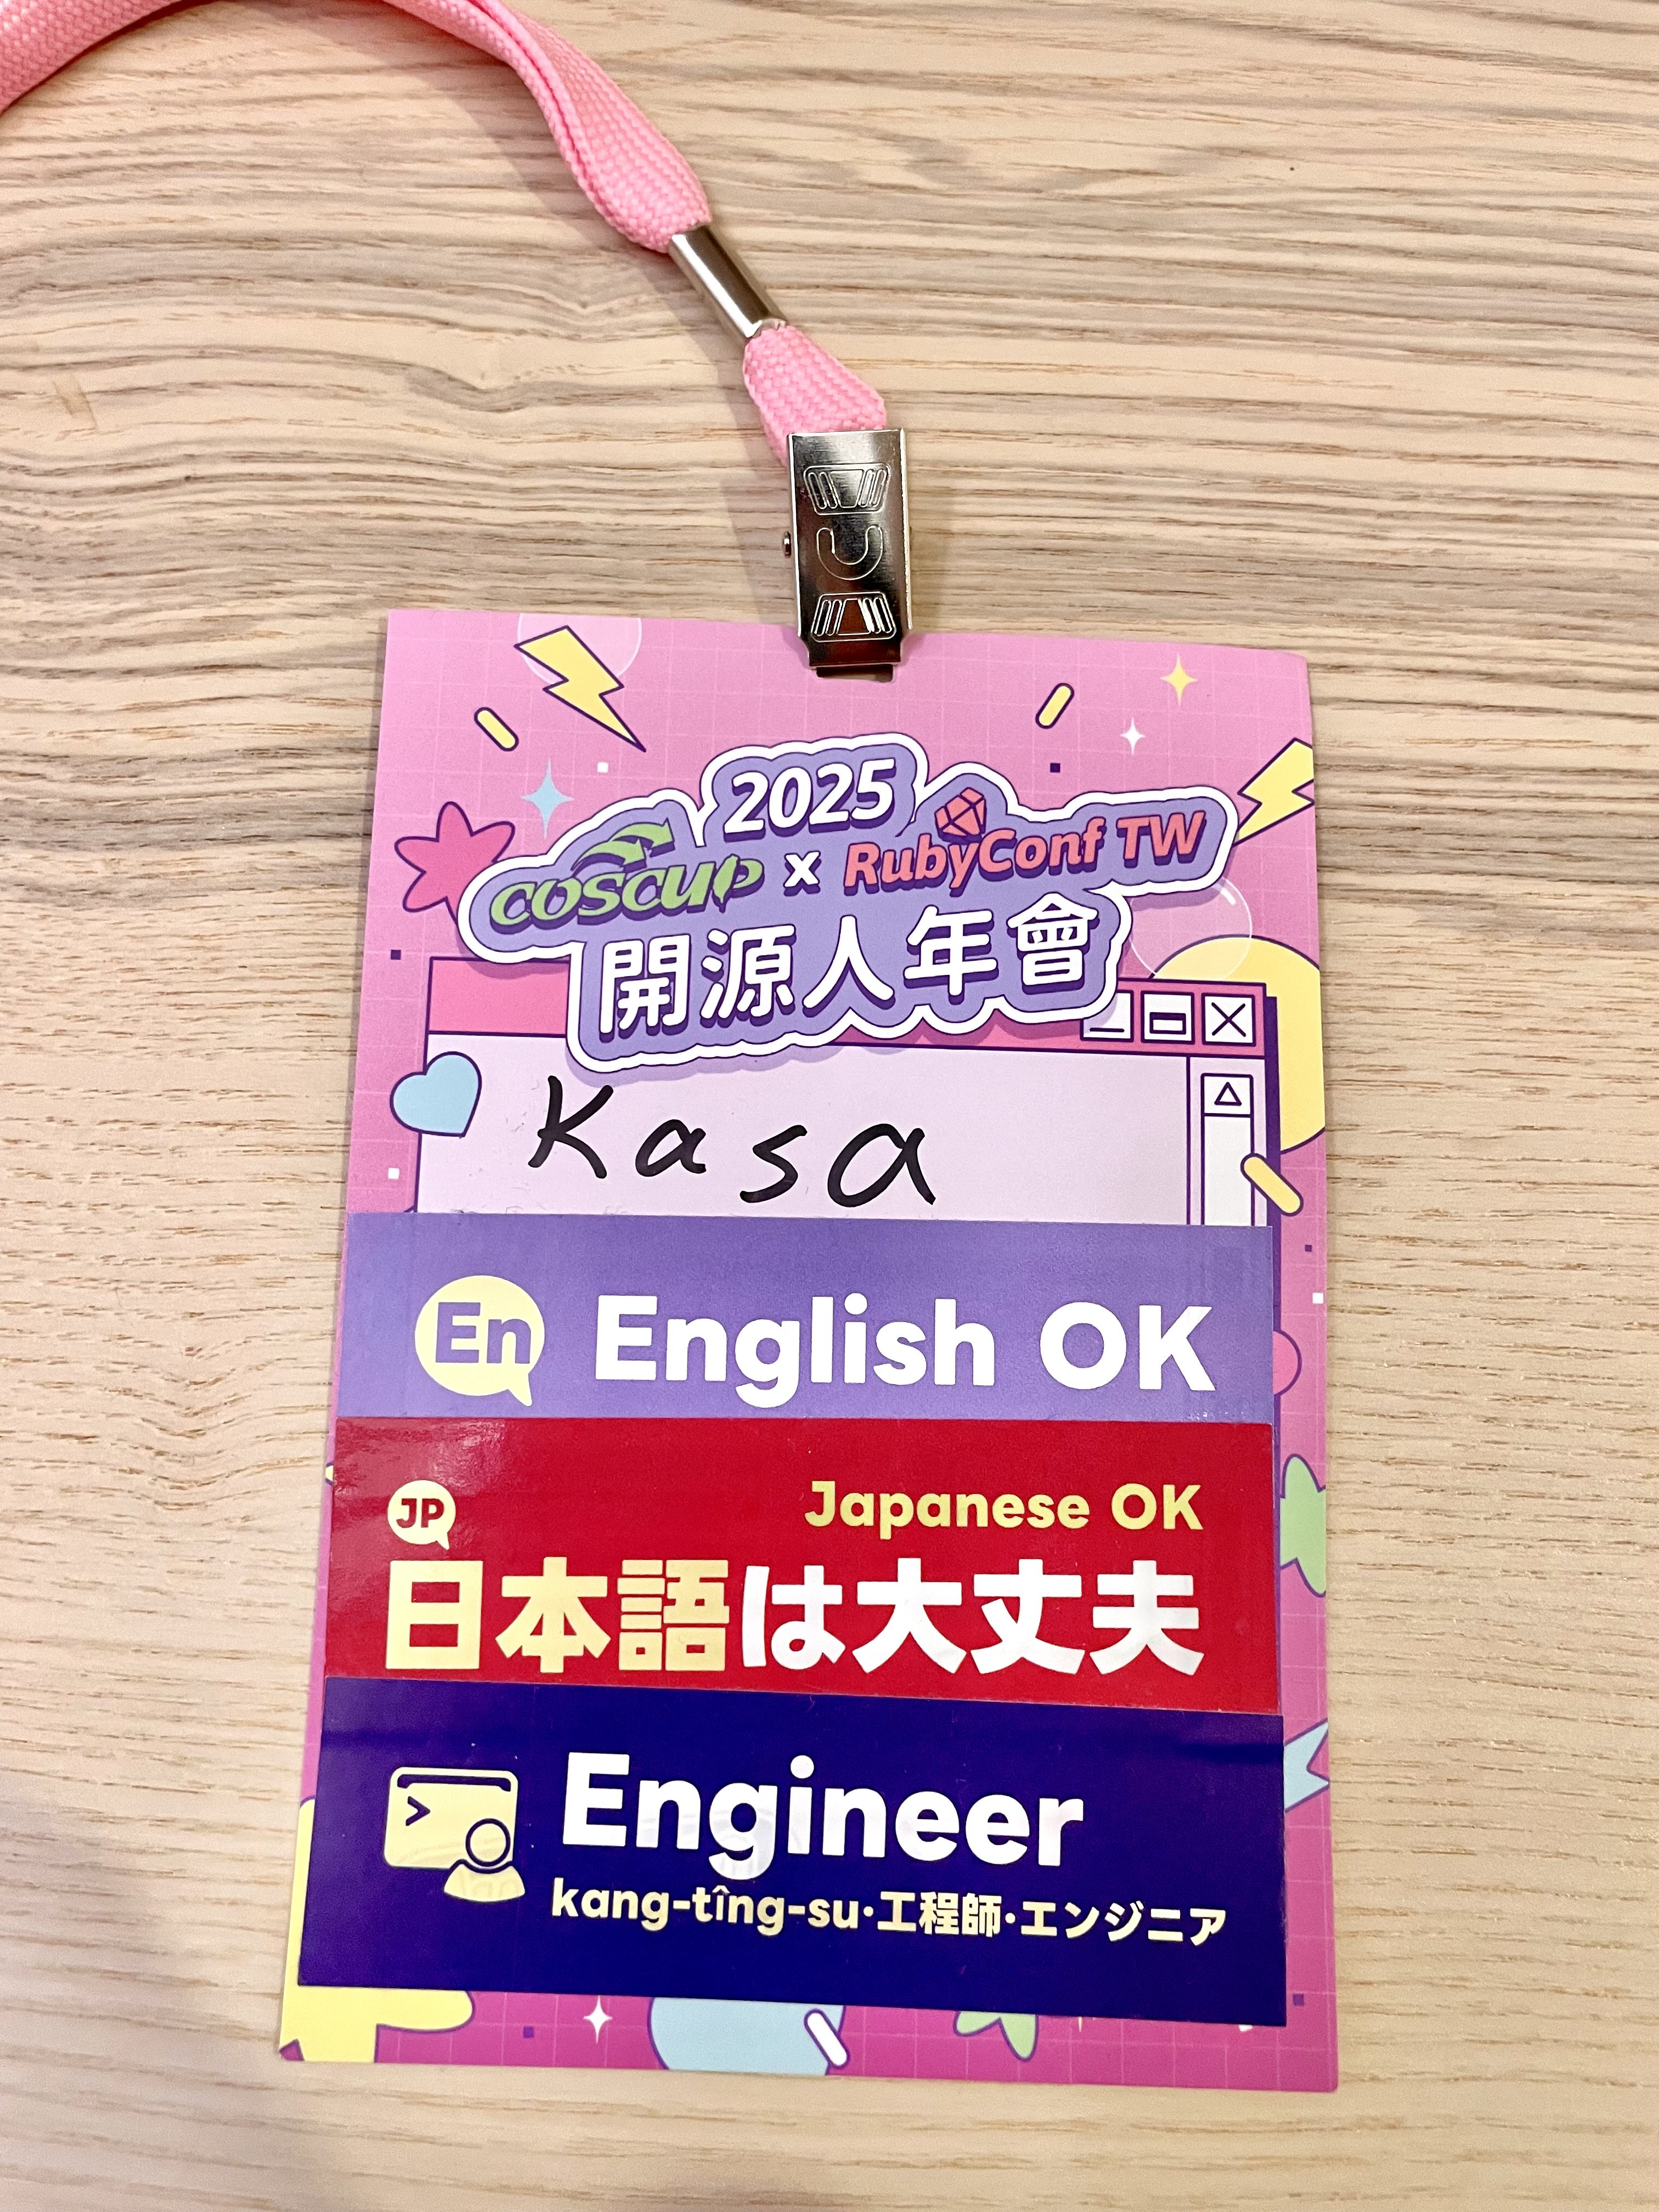 2025
COSCUP x RubyConf TW
開源人年會
Kasa
En English OK
JP Japanese OK
日本語は大丈夫
Engineer
kang-tîng-su·工程師·エンジニア